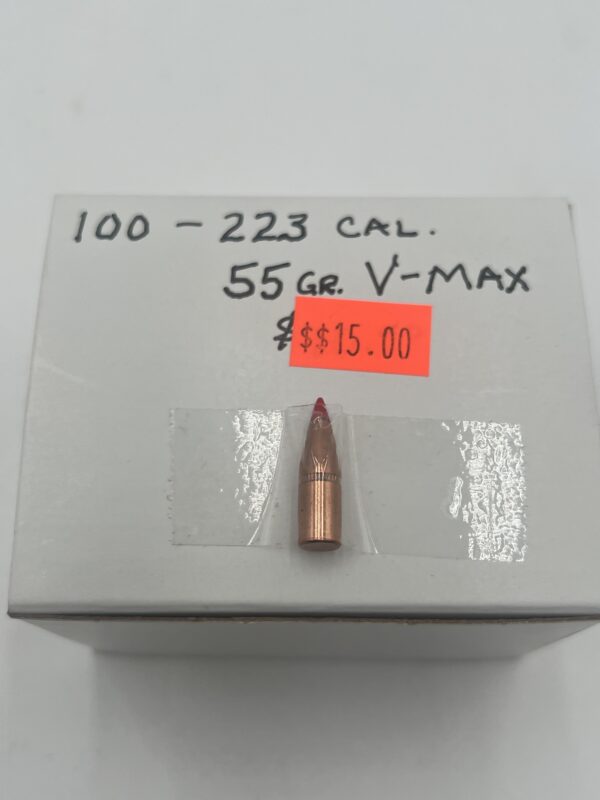 100 - 223 CAL.
55 GR. V-MAX
$ $$15.00